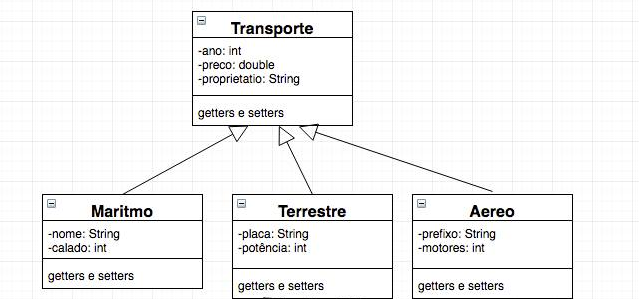 Transporte
-ano: int
-preco: double
-proprietatio: String
getters e setters
Maritmo
-nome: String
-calado: int
getters e setters
Terrestre
-placa: String
-potência: int
getters e setters
Aereo
-prefixo: String
-motores: int
getters e setters